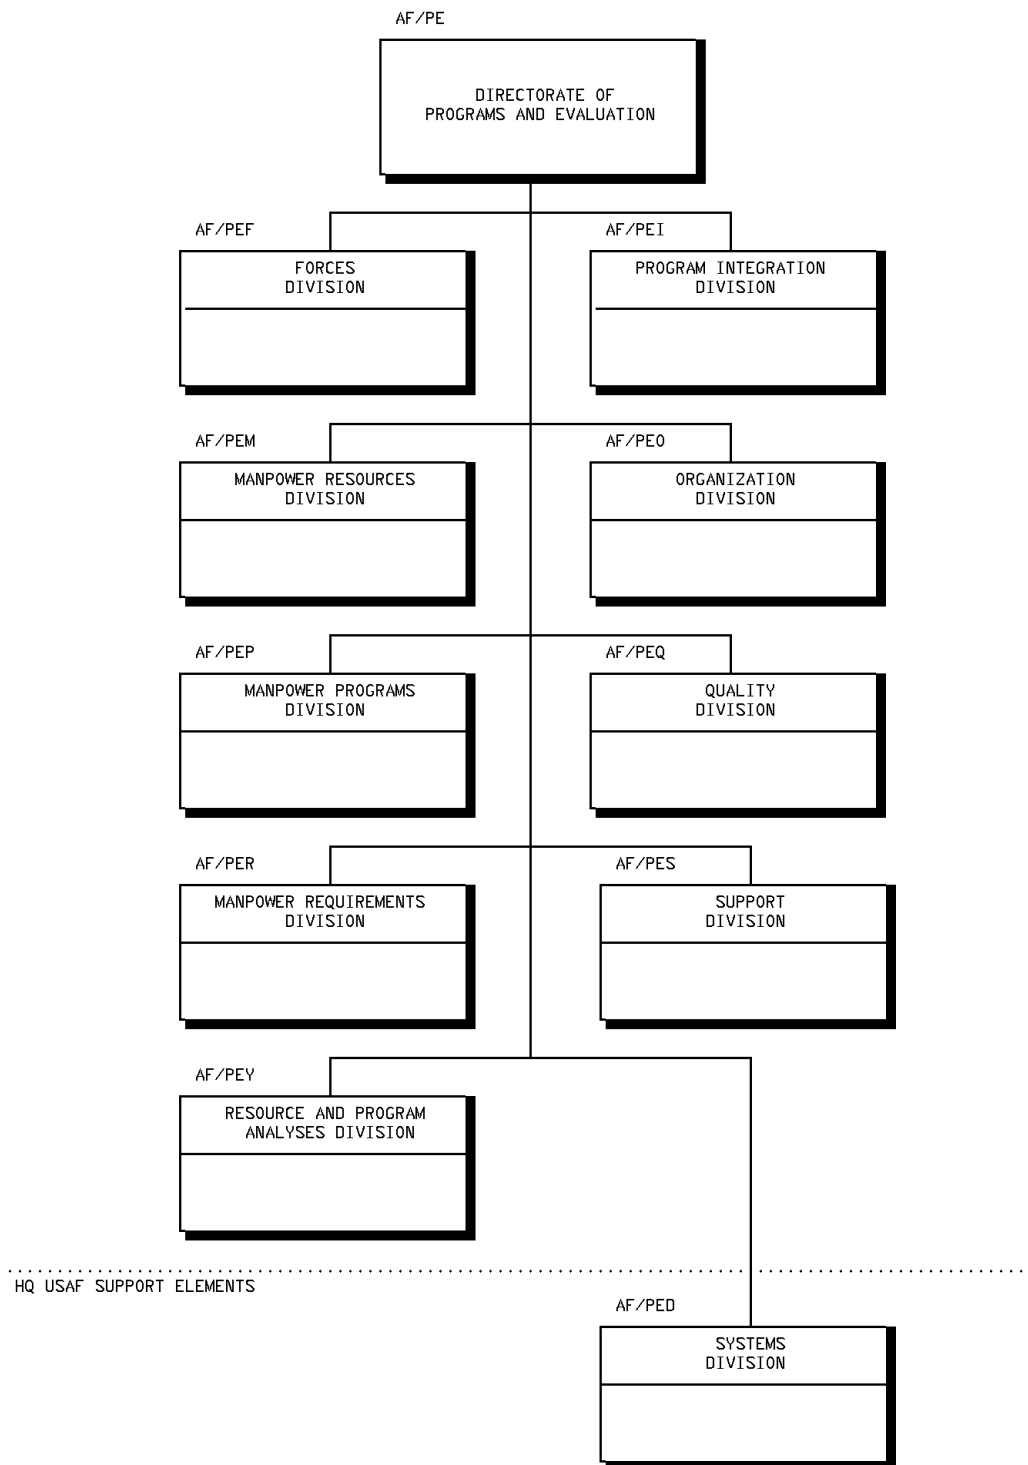 AF/PE
DIRECTORATE OF
PROGRAMS AND EVALUATION
AF/PEF
FORCES
DIVISION
AF/PEI
PROGRAM INTEGRATION
DIVISION
AF/PEM
MANPOWER RESOURCES
DIVISION
AF/PEO
ORGANIZATION
DIVISION
AF/PEP
MANPOWER PROGRAMS
DIVISION
AF/PEQ
QUALITY
DIVISION
AF/PER
MANPOWER REQUIREMENTS
DIVISION
AF/PES
SUPPORT
DIVISION
AF/PEY
RESOURCE AND PROGRAM
ANALYSES DIVISION
HQ USAF SUPPORT ELEMENTS
AF/PED
SYSTEMS
DIVISION